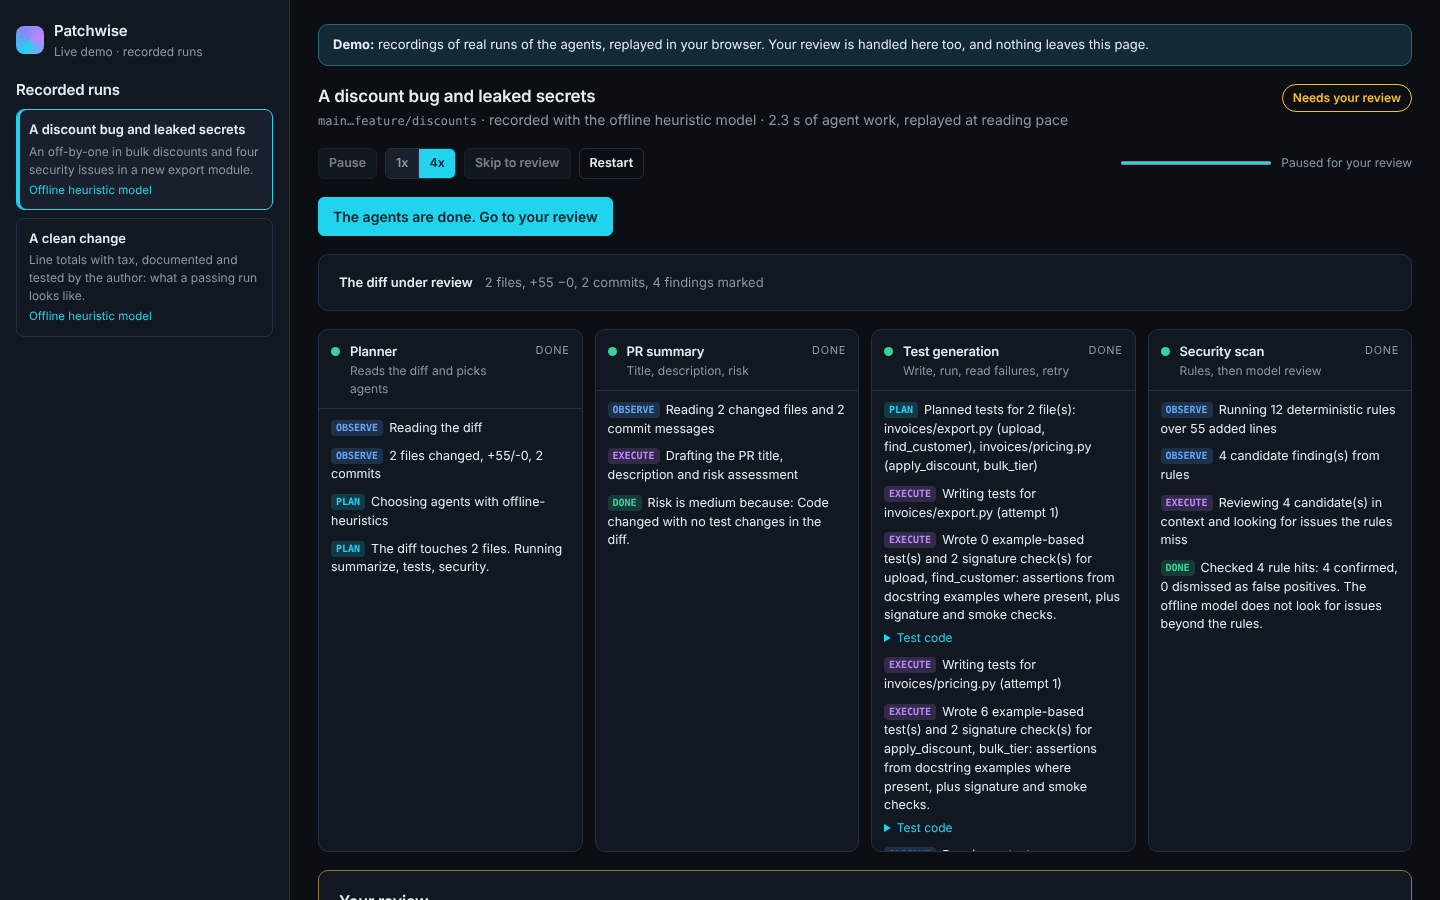 Patchwise
Live demo · recorded runs
Recorded runs
A discount bug and leaked secrets
An off-by-one in bulk discounts and four
security issues in a new export module.
Offline heuristic model
A clean change
Line totals with tax, documented and
tested by the author: what a passing run
looks like.
Offline heuristic model
Demo: recordings of real runs of the agents, replayed in your browser. Your review is handled here too, and nothing leaves this page.
A discount bug and leaked secrets
Needs your review
main…feature/discounts · recorded with the offline heuristic model · 2.3 s of agent work, replayed at reading pace
Pause
1x
4x
Skip to review
Restart
Paused for your review
The agents are done. Go to your review
The diff under review 2 files, +55 −0, 2 commits, 4 findings marked
Planner
DONE
Reads the diff and picks
agents
OBSERVE Reading the diff
OBSERVE 2 files changed, +55/-0, 2
commits
PLAN Choosing agents with offline-
heuristics
PLAN The diff touches 2 files. Running
summarize, tests, security.
PR summary
DONE
Title, description, risk
OBSERVE Reading 2 changed files and 2
commit messages
EXECUTE Drafting the PR title,
description and risk assessment
DONE Risk is medium because: Code
changed with no test changes in the
diff.
Test generation
DONE
Write, run, read failures, retry
PLAN Planned tests for 2 file(s):
invoices/export.py (upload,
find_customer), invoices/pricing.py
(apply_discount, bulk_tier)
EXECUTE Writing tests for
invoices/export.py (attempt 1)
EXECUTE Wrote 0 example-based
test(s) and 2 signature check(s) for
upload, find_customer: assertions from
docstring examples where present, plus
signature and smoke checks.
Test code
EXECUTE Writing tests for
invoices/pricing.py (attempt 1)
EXECUTE Wrote 6 example-based
test(s) and 2 signature check(s) for
apply_discount, bulk_tier: assertions
from docstring examples where
present, plus signature and smoke
checks.
Test code
Security scan
DONE
Rules, then model review
OBSERVE Running 12 deterministic rules
over 55 added lines
OBSERVE 4 candidate finding(s) from
rules
EXECUTE Reviewing 4 candidate(s) in
context and looking for issues the rules
miss
DONE Checked 4 rule hits: 4 confirmed,
0 dismissed as false positives. The
offline model does not look for issues
beyond the rules.
Your review